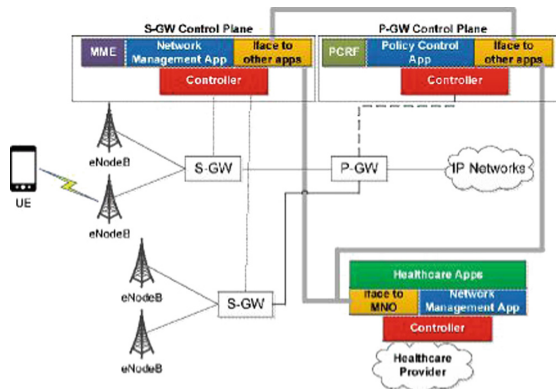 S-GW Control Plane
P-GW Control Plane
MME
Network
Management App
Iface to
other apps
Controller
PCRF
Policy Control
App
Iface to
other apps
Controller
eNodeB
UE
eNodeB
S-GW
P-GW
IP Networks
eNodeB
eNodeB
S-GW
Healthcare Apps
Iface to
MNO
Network
Management App
Controller
Healthcare
Provider